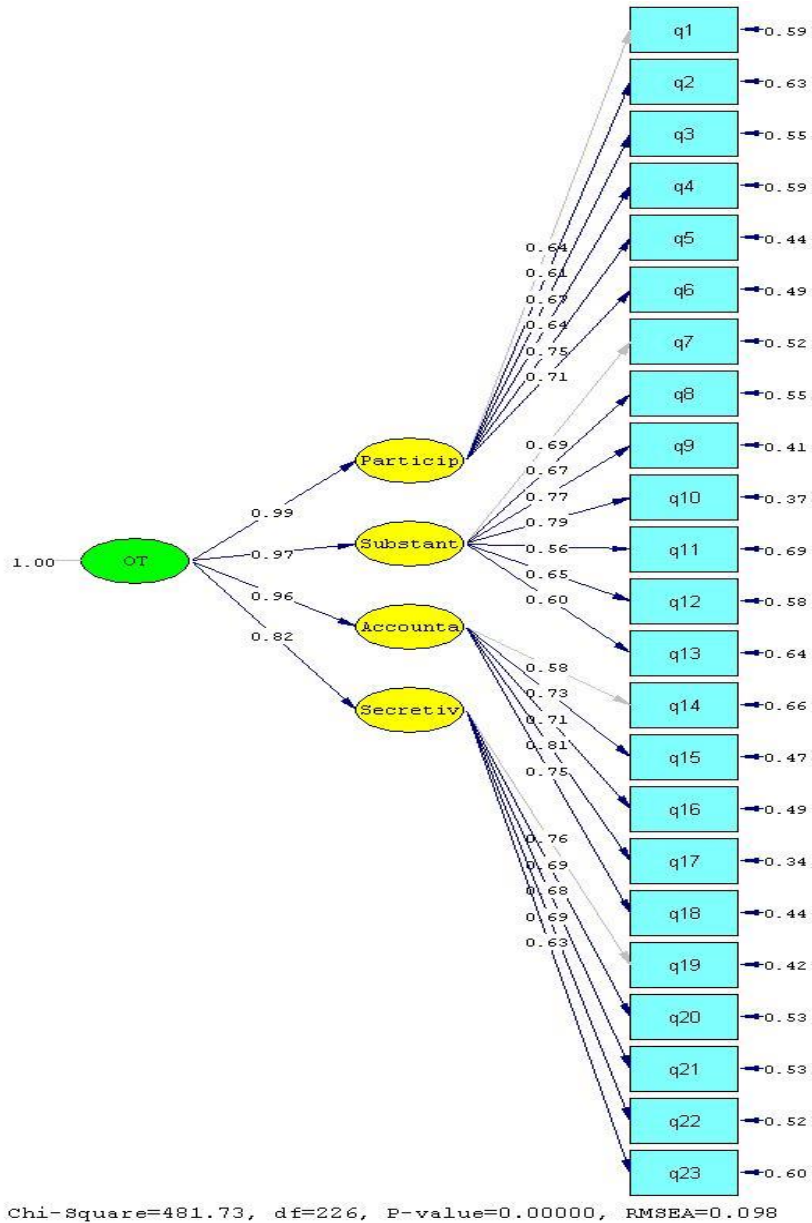 q1
0.59
q2
0.63
q3
0.55
q4
0.59
q5
0.44
q6
0.49
q7
0.52
q8
0.55
q9
0.41
q10
0.37
q11
0.69
q12
0.58
q13
0.64
q14
0.66
q15
0.47
q16
0.49
q17
0.34
q18
0.44
q19
0.42
q20
0.53
q21
0.53
q22
0.52
q23
0.60
0.64
0.61
0.67
0.64
0.75
0.71
0.69
0.67
0.77
0.79
0.56
0.65
0.60
0.58
0.73
0.71
0.81
0.75
0.76
0.69
0.68
0.69
0.63
Particip
Substant
Accounta
Secretiv
0.99
0.97
0.96
0.82
1.00
OT
Chi-Square=481.73, df=226, P-value=0.00000, RMSEA=0.098